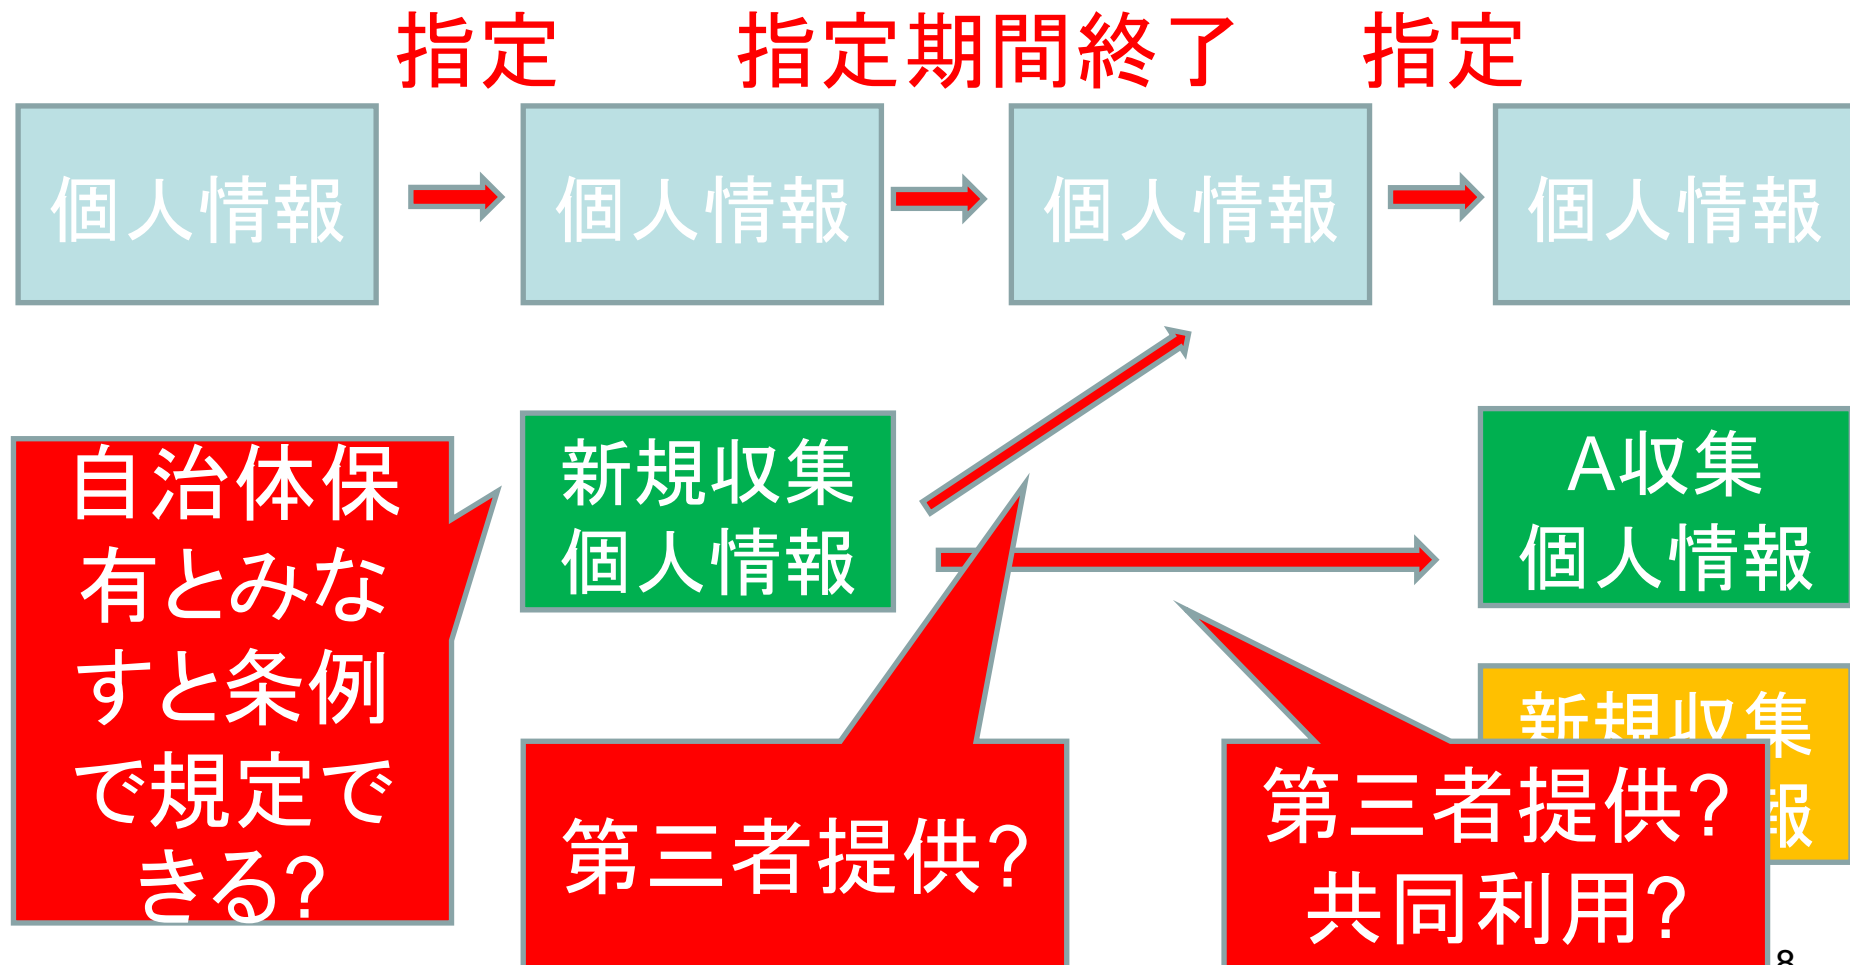 指定
指定期間終了
指定
個人情報
個人情報
個人情報
個人情報
自治体保
有とみな
すと条例
で規定で
きる?
新規収集
個人情報
A収集
個人情報
第三者提供?
第三者提供?
共同利用?
新規収集
報
8